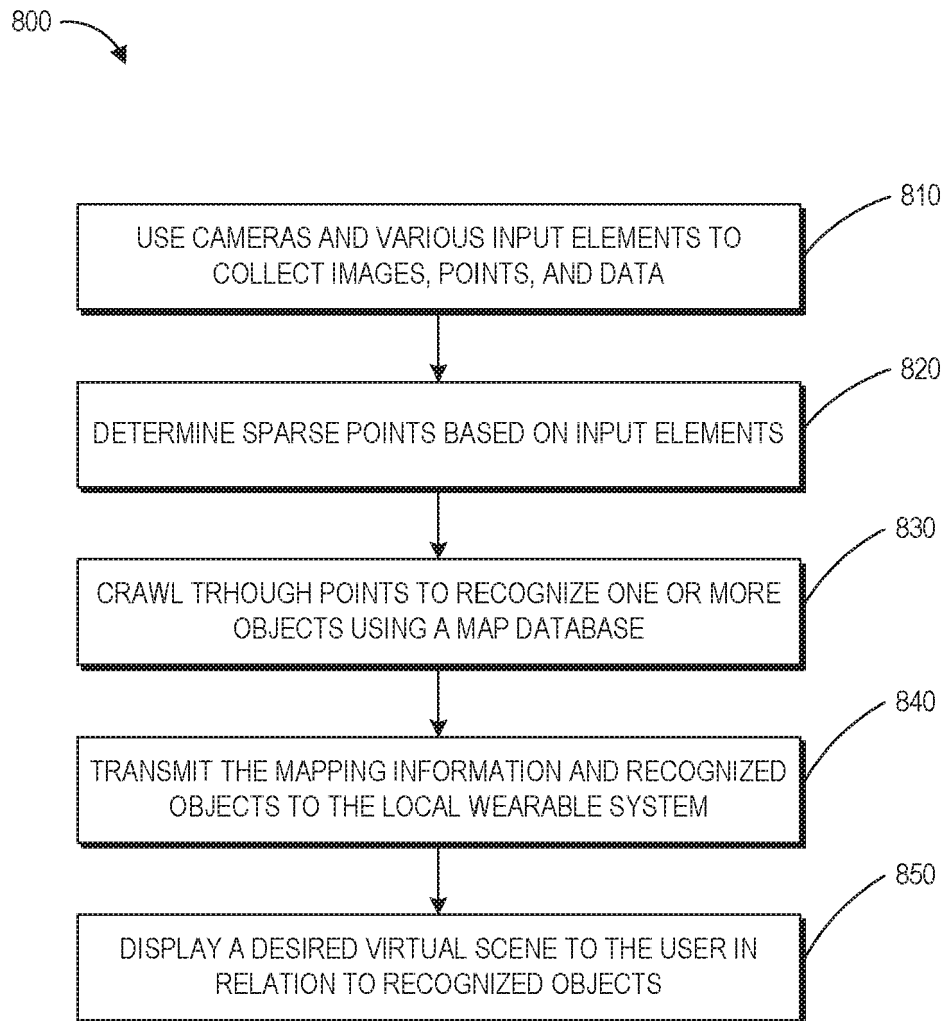 800
810
USE CAMERAS AND VARIOUS INPUT ELEMENTS TO
COLLECT IMAGES, POINTS, AND DATA
820
DETERMINE SPARSE POINTS BASED ON INPUT ELEMENTS
830
CRAWL TRHOUGH POINTS TO RECOGNIZE ONE OR MORE
OBJECTS USING A MAP DATABASE
840
TRANSMIT THE MAPPING INFORMATION AND RECOGNIZED
OBJECTS TO THE LOCAL WEARABLE SYSTEM
850
DISPLAY A DESIRED VIRTUAL SCENE TO THE USER IN
RELATION TO RECOGNIZED OBJECTS